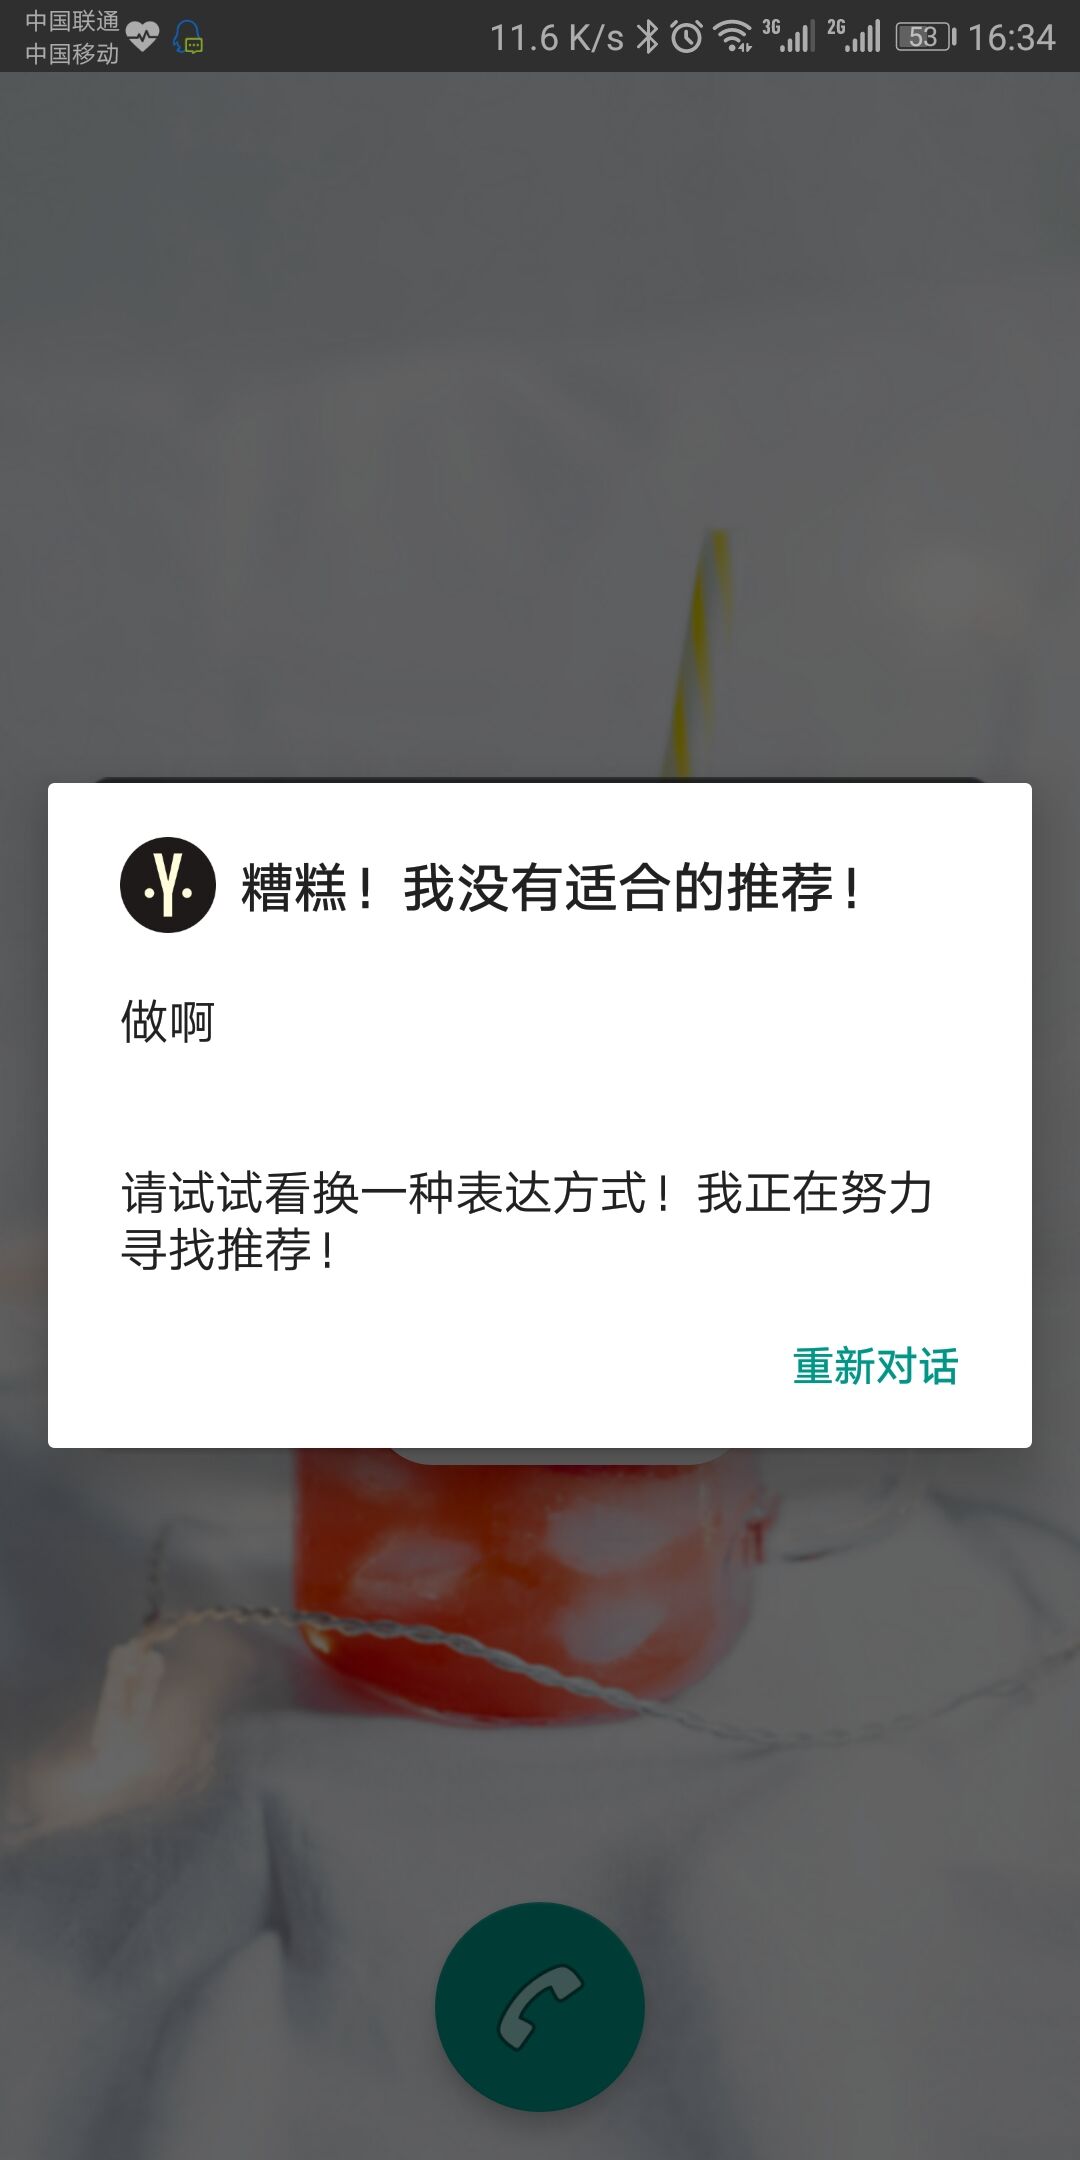 中国联通
中国移动
11.6 K/s
3G
2G
53
16:34
糟糕！我没有适合的推荐！
做啊
请试试看换一种表达方式！我正在努力
寻找推荐！
重新对话